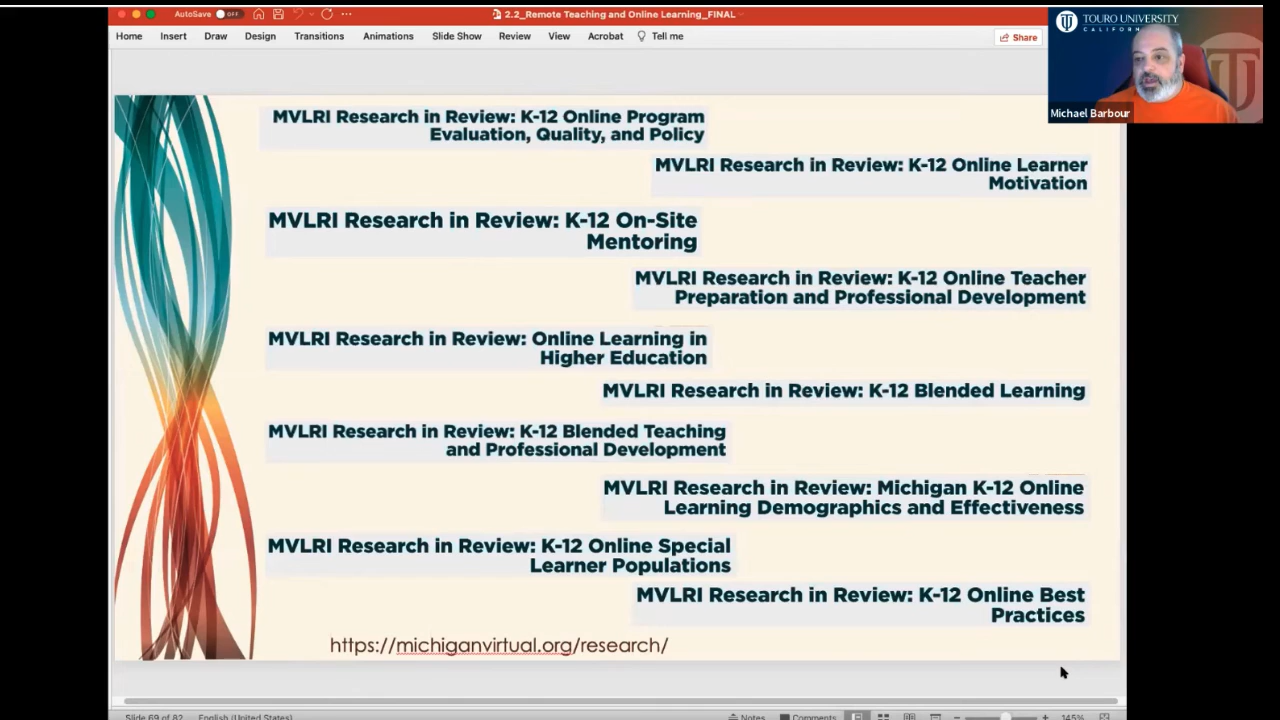 AutoSave OFF
2.2_Remote Teaching and Online Learning_FINAL
Home Insert Draw Design Transitions Animations Slide Show Review View Acrobat Tell me
Share
TOURO UNIVERSITY
Michael Barbour
MVLRI Research in Review: K-12 Online Program
Evaluation, Quality, and Policy
MVLRI Research in Review: K-12 Online Learner
Motivation
MVLRI Research in Review: K-12 On-Site
Mentoring
MVLRI Research in Review: K-12 Online Teacher
Preparation and Professional Development
MVLRI Research in Review: Online Learning in
Higher Education
MVLRI Research in Review: K-12 Blended Learning
MVLRI Research in Review: K-12 Blended Teaching
and Professional Development
MVLRI Research in Review: Michigan K-12 Online
Learning Demographics and Effectiveness
MVLRI Research in Review: K-12 Online Special
Learner Populations
MVLRI Research in Review: K-12 Online Best
Practices
https://michiganvirtual.org/research/
Slide 69 of 82 English (United States) Notes Comments 145%